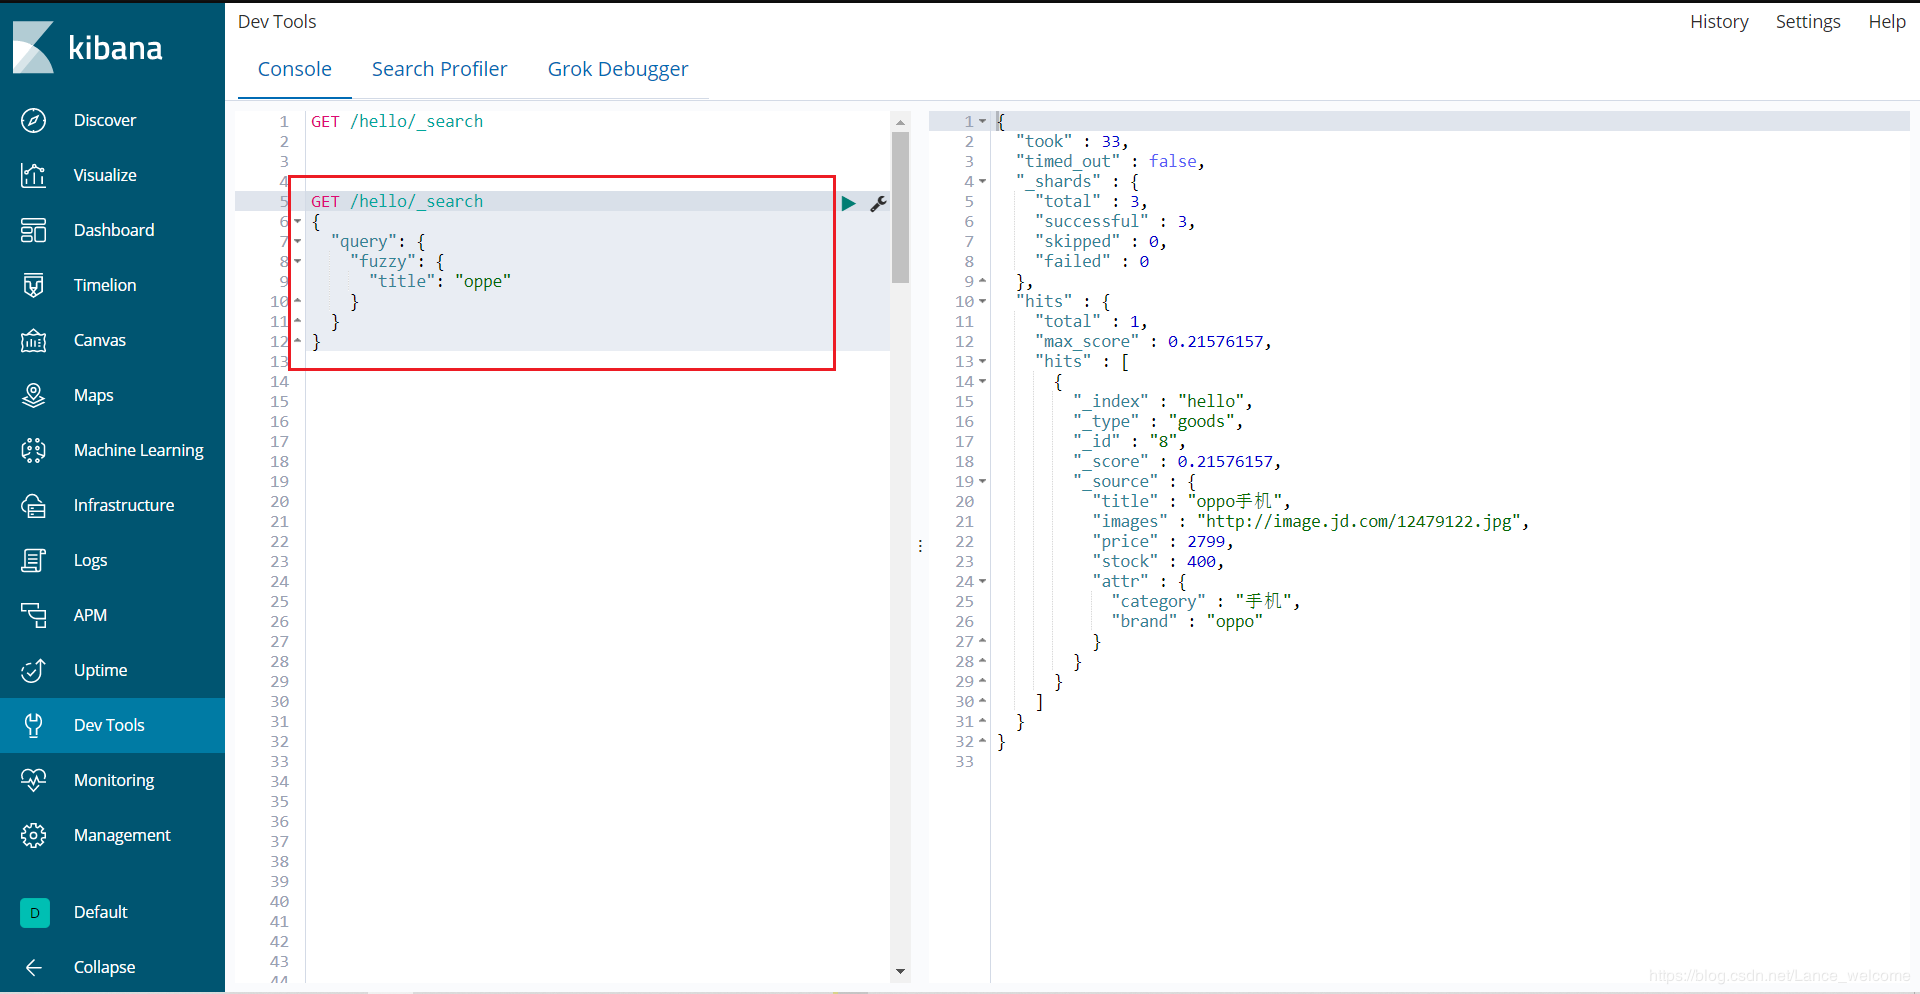 kibana
Discover
Visualize
Dashboard
Timelion
Canvas
Maps
Machine Learning
Infrastructure
Logs
APM
Uptime
Dev Tools
Monitoring
Management
D Default
Collapse
Dev Tools
History Settings Help
Console Search Profiler Grok Debugger
1 GET /hello/_search
2
3
4
5 GET /hello/_search
6 {
7 "query": {
8 "fuzzy": {
9 "title": "oppe"
10 }
11 }
12 }
13
14
15
16
17
18
19
20
21
22
23
24
25
26
27
28
29
30
31
32
33
34
35
36
37
38
39
40
41
42
43
44
1 {
2 "took" : 33,
3 "timed_out" : false,
4 "_shards" : {
5 "total" : 3,
6 "successful" : 3,
7 "skipped" : 0,
8 "failed" : 0
9 },
10 "hits" : {
11 "total" : 1,
12 "max_score" : 0.21576157,
13 "hits" : [
14 {
15 "_index" : "hello",
16 "_type" : "goods",
17 "_id" : "8",
18 "_score" : 0.21576157,
19 "_source" : {
20 "title" : "oppo手机",
21 "images" : "http://image.jd.com/12479122.jpg",
22 "price" : 2799,
23 "stock" : 400,
24 "attr" : {
25 "category" : "手机",
26 "brand" : "oppo"
27 }
28 }
29 }
30 ]
31 }
32 }
33
https://blog.csdn.net/Lance_welcome